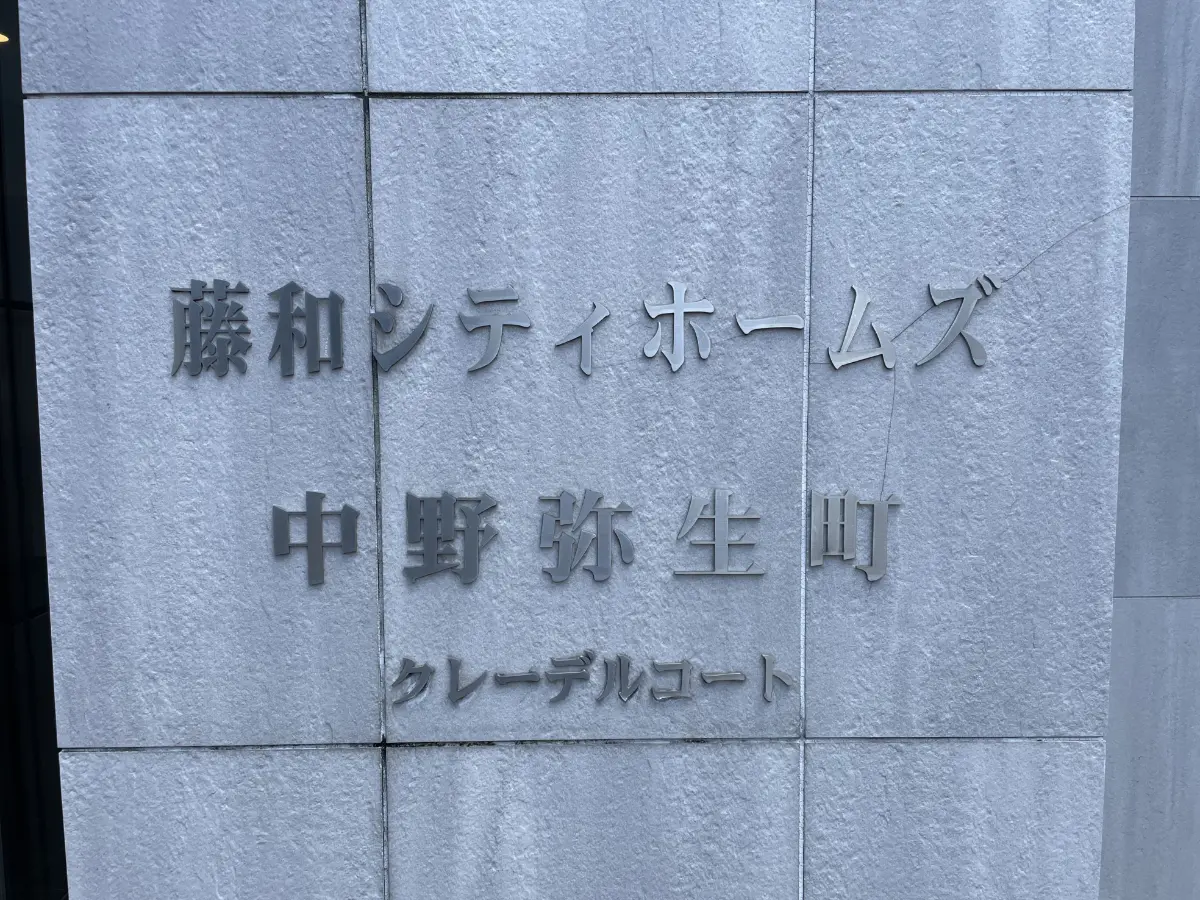 藤和シティホームズ
中野弥生町
クレーデルコート